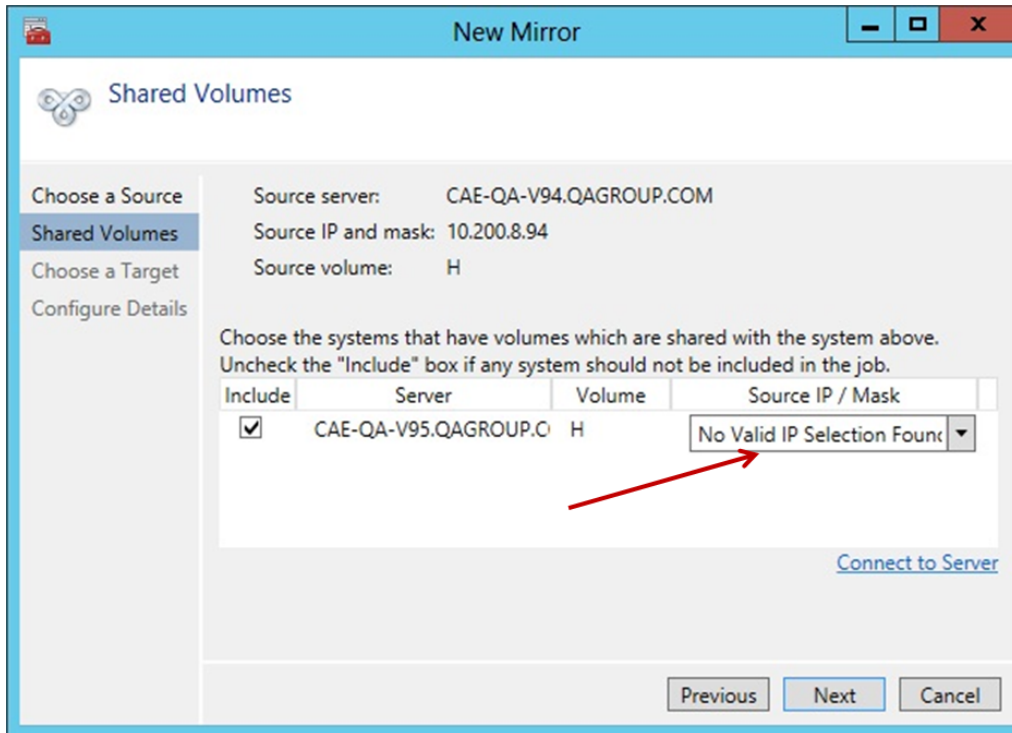 New Mirror
Shared Volumes
Choose a Source
Shared Volumes
Choose a Target
Configure Details
Source server: CAE-QA-V94.QAGROUP.COM
Source IP and mask: 10.200.8.94
Source volume: H
Choose the systems that have volumes which are shared with the system above.
Uncheck the "Include" box if any system should not be included in the job.
Include Server Volume Source IP / Mask
CAE-QA-V95.QAGROUP.C H No Valid IP Selection Foun
Connect to Server
Previous Next Cancel